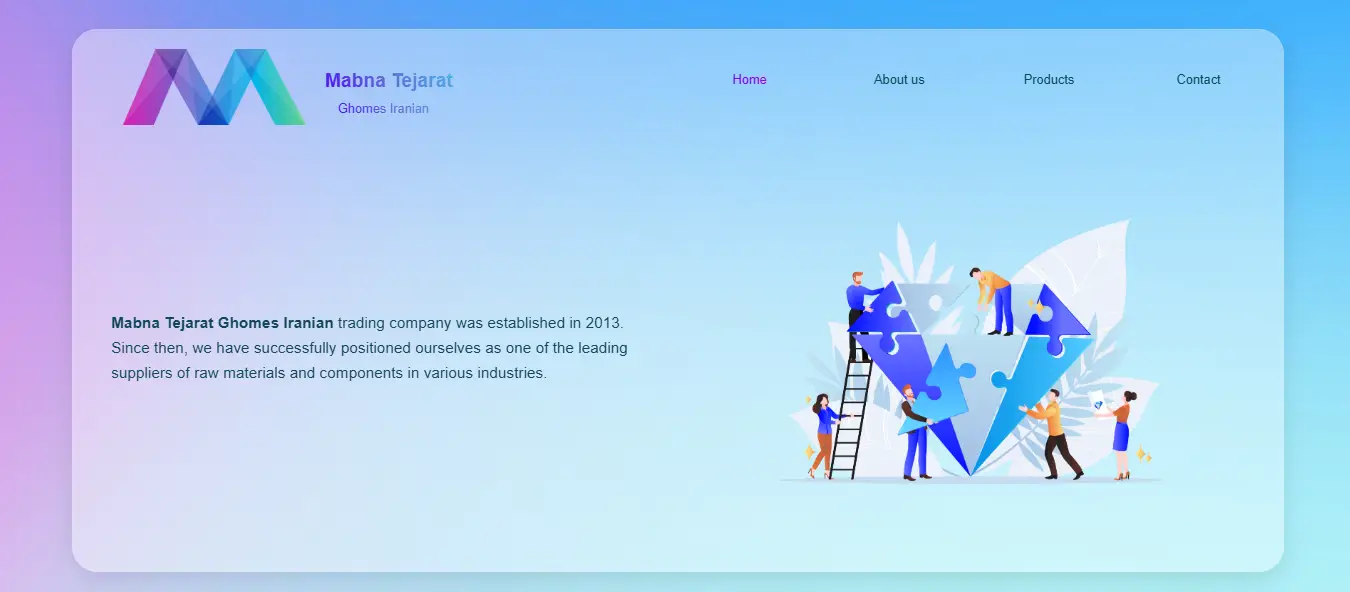 Mabna Tejarat
Ghomes Iranian
Home
About us
Products
Contact
Mabna Tejarat Ghomes Iranian trading company was established in 2013.
Since then, we have successfully positioned ourselves as one of the leading
suppliers of raw materials and components in various industries.